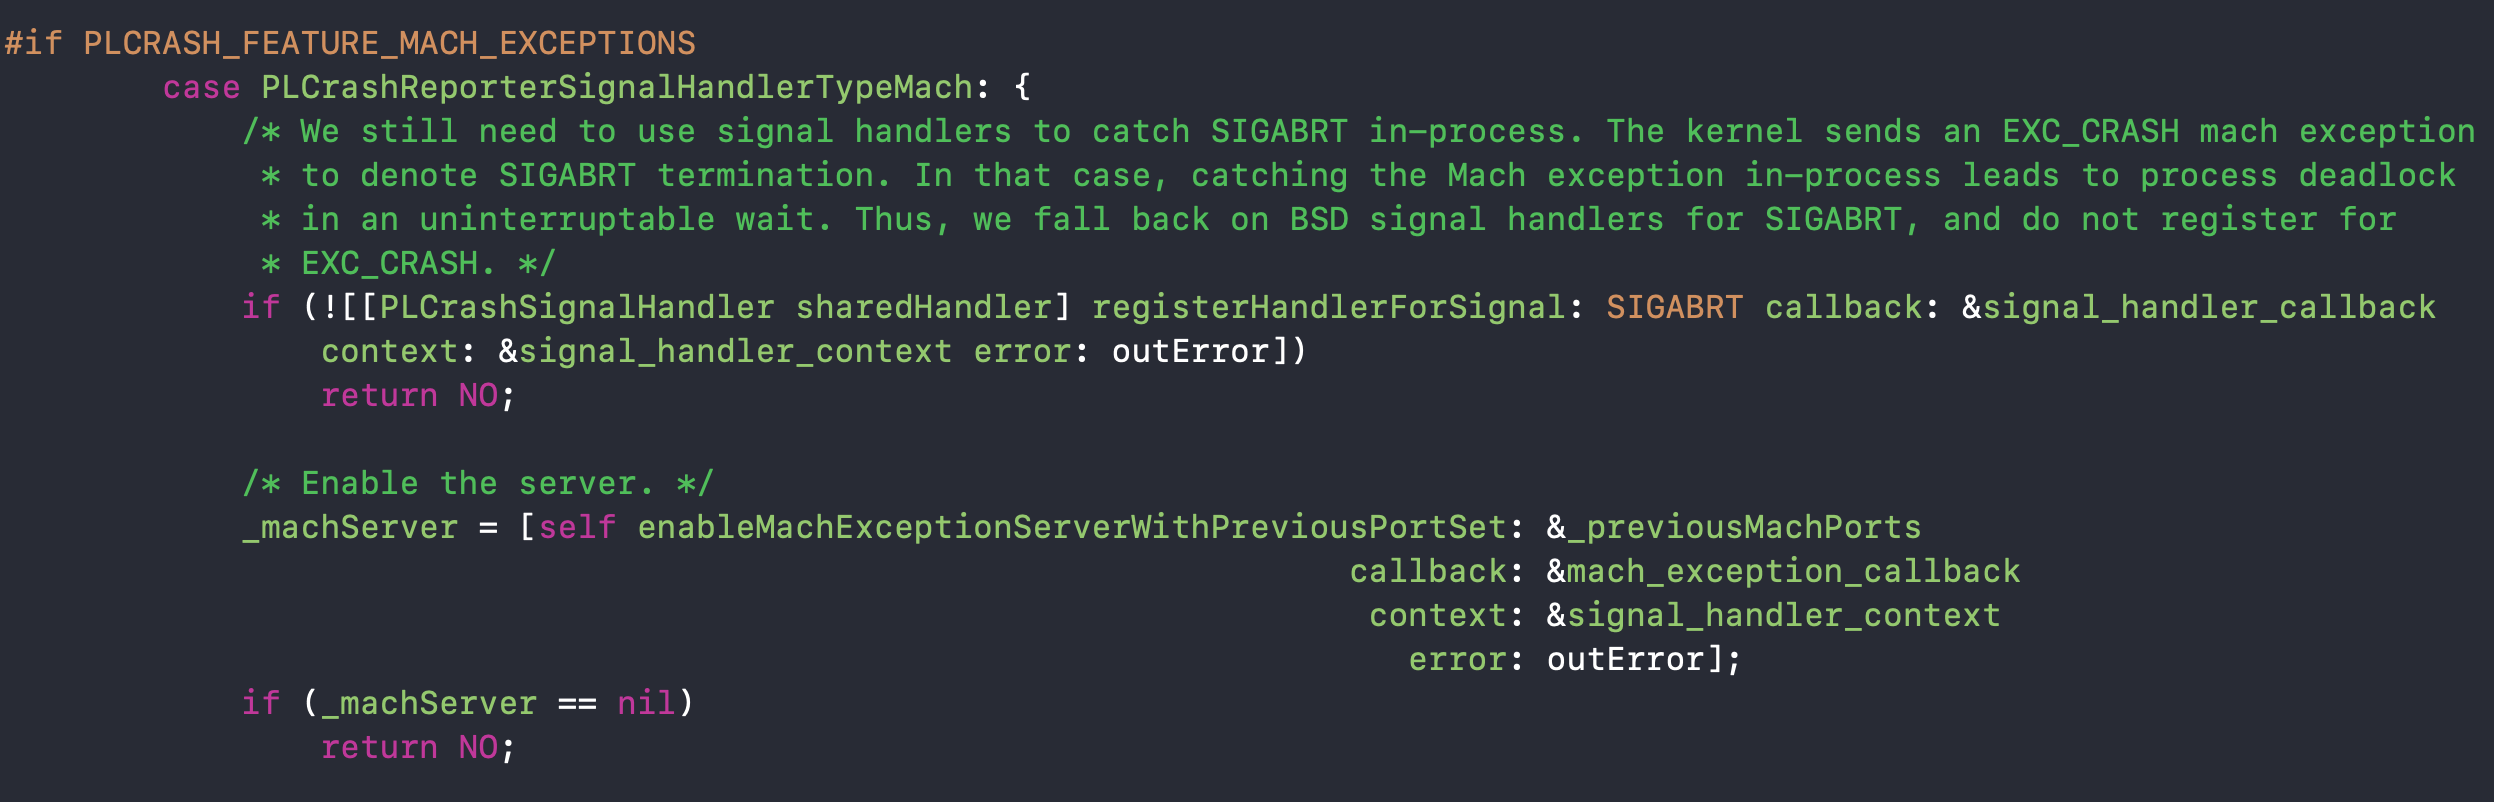 #if PLCRASH_FEATURE_MACH_EXCEPTIONS
case PLCrashReporterSignalHandlerTypeMach: {
/* We still need to use signal handlers to catch SIGABRT in-process. The kernel sends an EXC_CRASH mach exception
* to denote SIGABRT termination. In that case, catching the Mach exception in-process leads to process deadlock
* in an uninterruptable wait. Thus, we fall back on BSD signal handlers for SIGABRT, and do not register for
* EXC_CRASH. */
if (![[PLCrashSignalHandler sharedHandler] registerHandlerForSignal: SIGABRT callback: &signal_handler_callback
context: &signal_handler_context error: outError])
return NO;
/* Enable the server. */
_machServer = [self enableMachExceptionServerWithPreviousPortSet: &_previousMachPorts
callback: &mach_exception_callback
context: &signal_handler_context
error: outError];
if (_machServer == nil)
return NO;